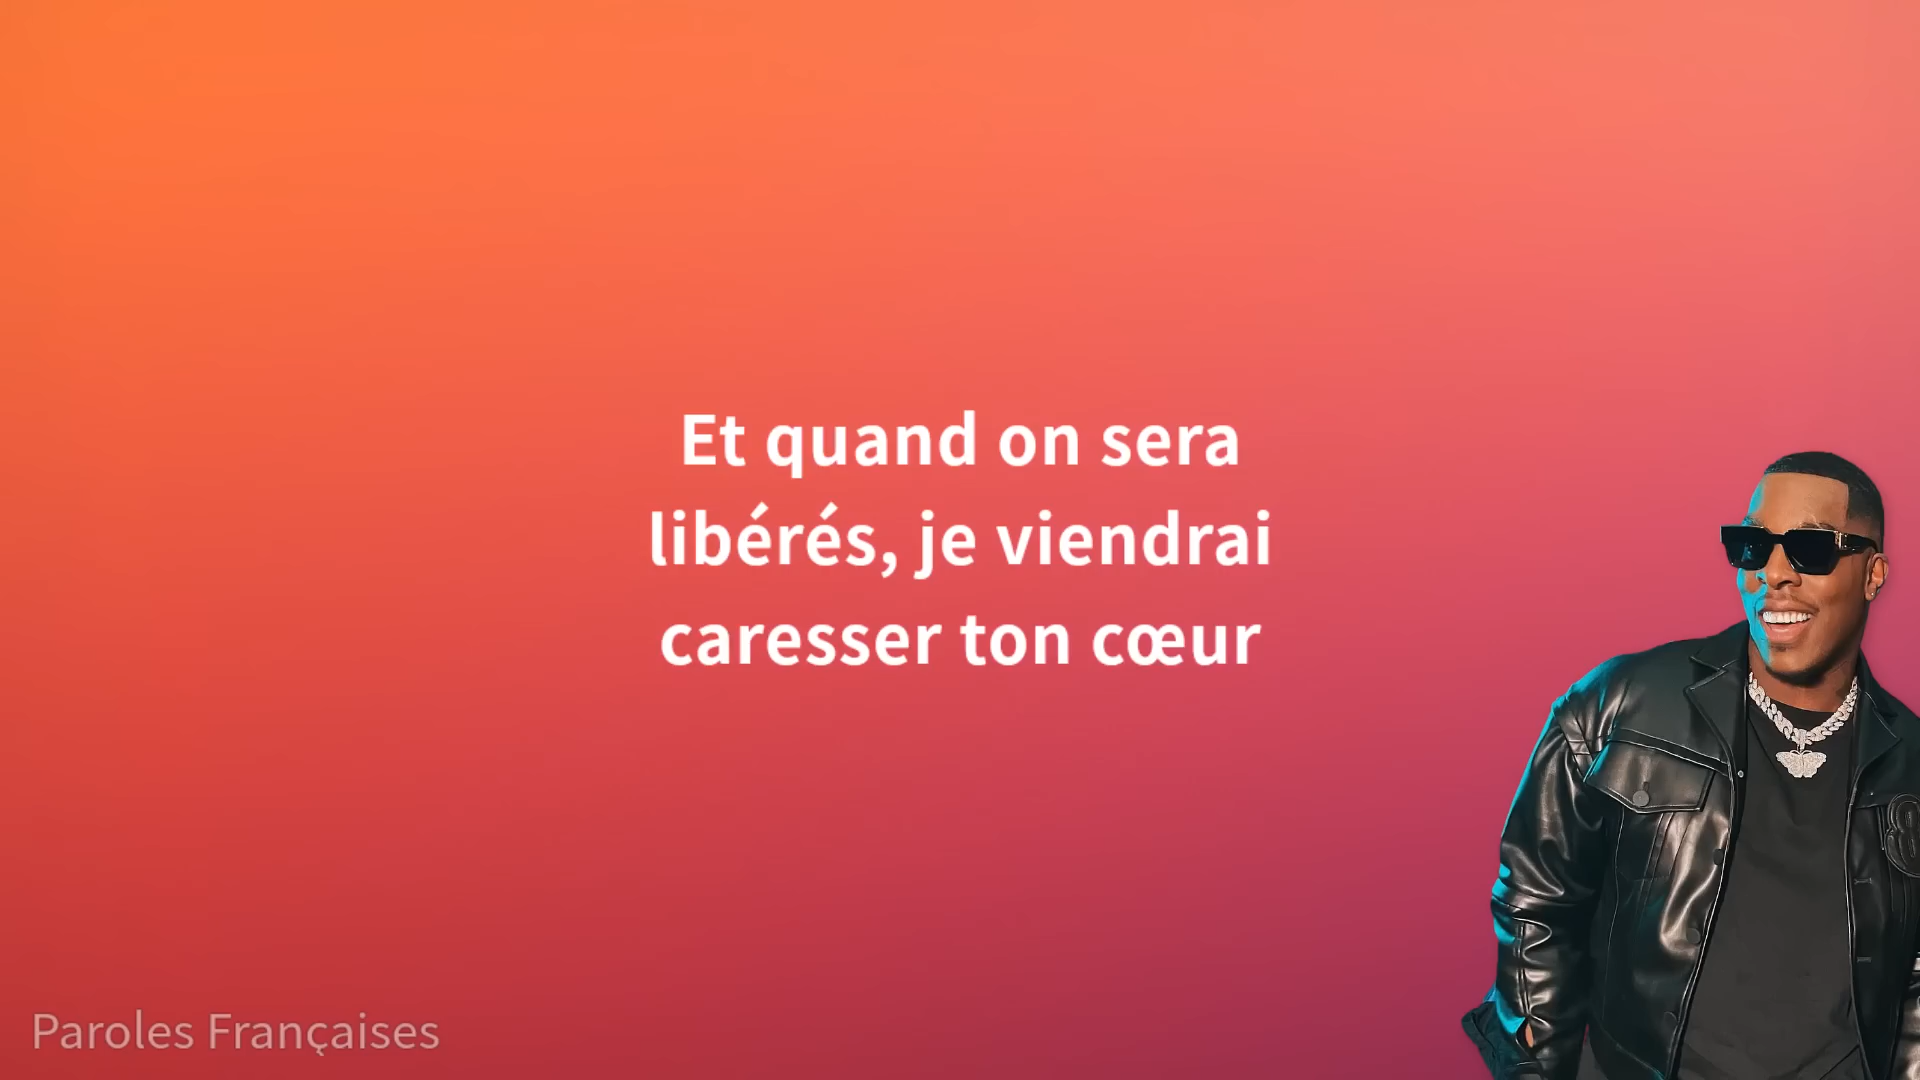 Et quand on sera
libérés, je viendrai
caresser ton cœur
Paroles Françaises